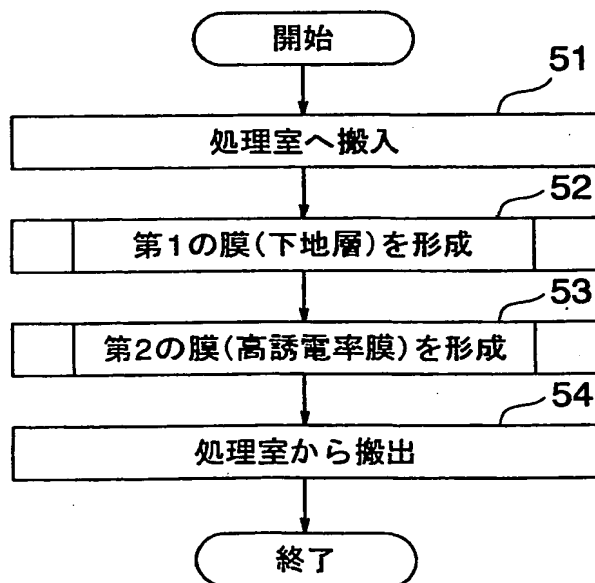 開始
51
処理室へ搬入
52
第1の膜(下地層)を形成
53
第2の膜(高誘電率膜)を形成
54
処理室から搬出
終了